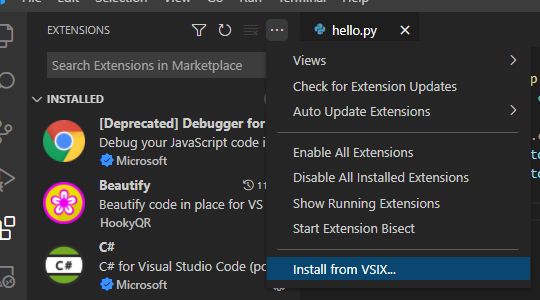 File Edit Selection View Go Run Terminal Help
EXTENSIONS
hello.py
Search Extensions in Marketplace
Views
Check for Extension Updates
Auto Update Extensions
INSTALLED
[Deprecated] Debugger for
Debug your JavaScript code i
Microsoft
Enable All Extensions
Disable All Installed Extensions
Show Running Extensions
Start Extension Bisect
Beautify
11
Beautify code in place for VS
HookyQR
C#
C#
C# for Visual Studio Code (po
Microsoft
Install from VSIX...